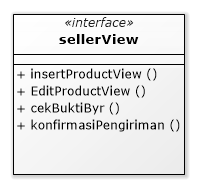 «interface»
sellerView
+ insertProductView ()
+ EditProductView ()
+ cekBuktiByr ()
+ konfirmasiPengiriman ()